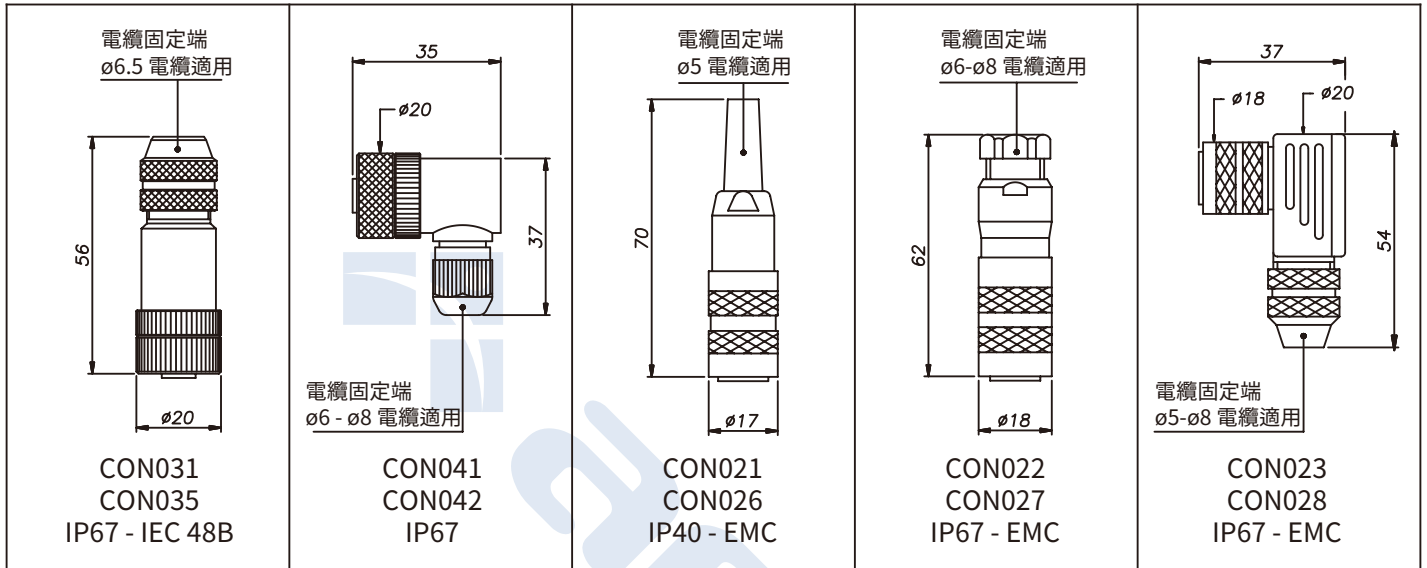 電纜固定端
ø6.5 電纜適用
56
ø20
CON031
CON035
IP67 - IEC 48B
35
ø20
37
電纜固定端
ø6 - ø8 電纜適用
CON041
CON042
IP67
電纜固定端
ø5 電纜適用
70
ø17
CON021
CON026
IP40 - EMC
電纜固定端
ø6-ø8 電纜適用
62
ø18
CON022
CON027
IP67 - EMC
37
ø18
ø20
54
電纜固定端
ø5-ø8 電纜適用
CON023
CON028
IP67 - EMC